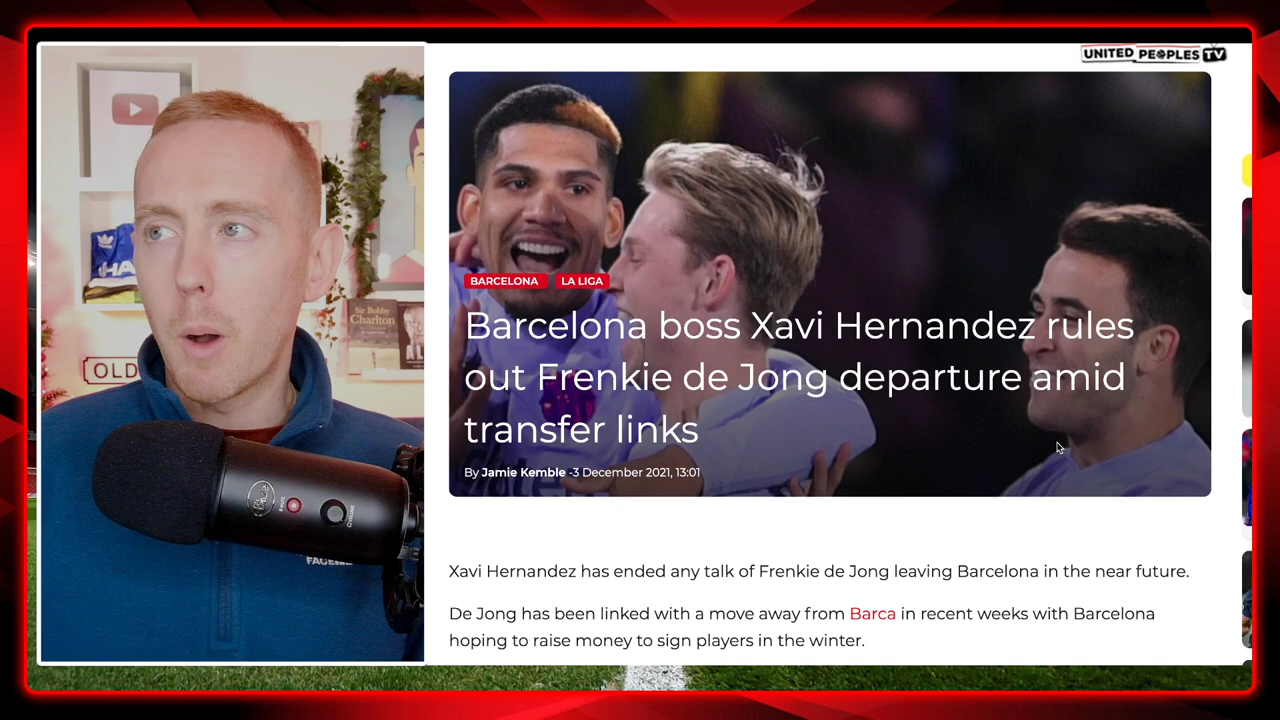 UNITED PEOPLES TV
BARCELONA LA LIGA
Barcelona boss Xavi Hernandez rules
out Frenkie de Jong departure amid
transfer links
By Jamie Kemble -3 December 2021, 13:01
Xavi Hernandez has ended any talk of Frenkie de Jong leaving Barcelona in the near future.
De Jong has been linked with a move away from Barca in recent weeks with Barcelona
hoping to raise money to sign players in the winter.
Sir Bobby
Charlton
OLD